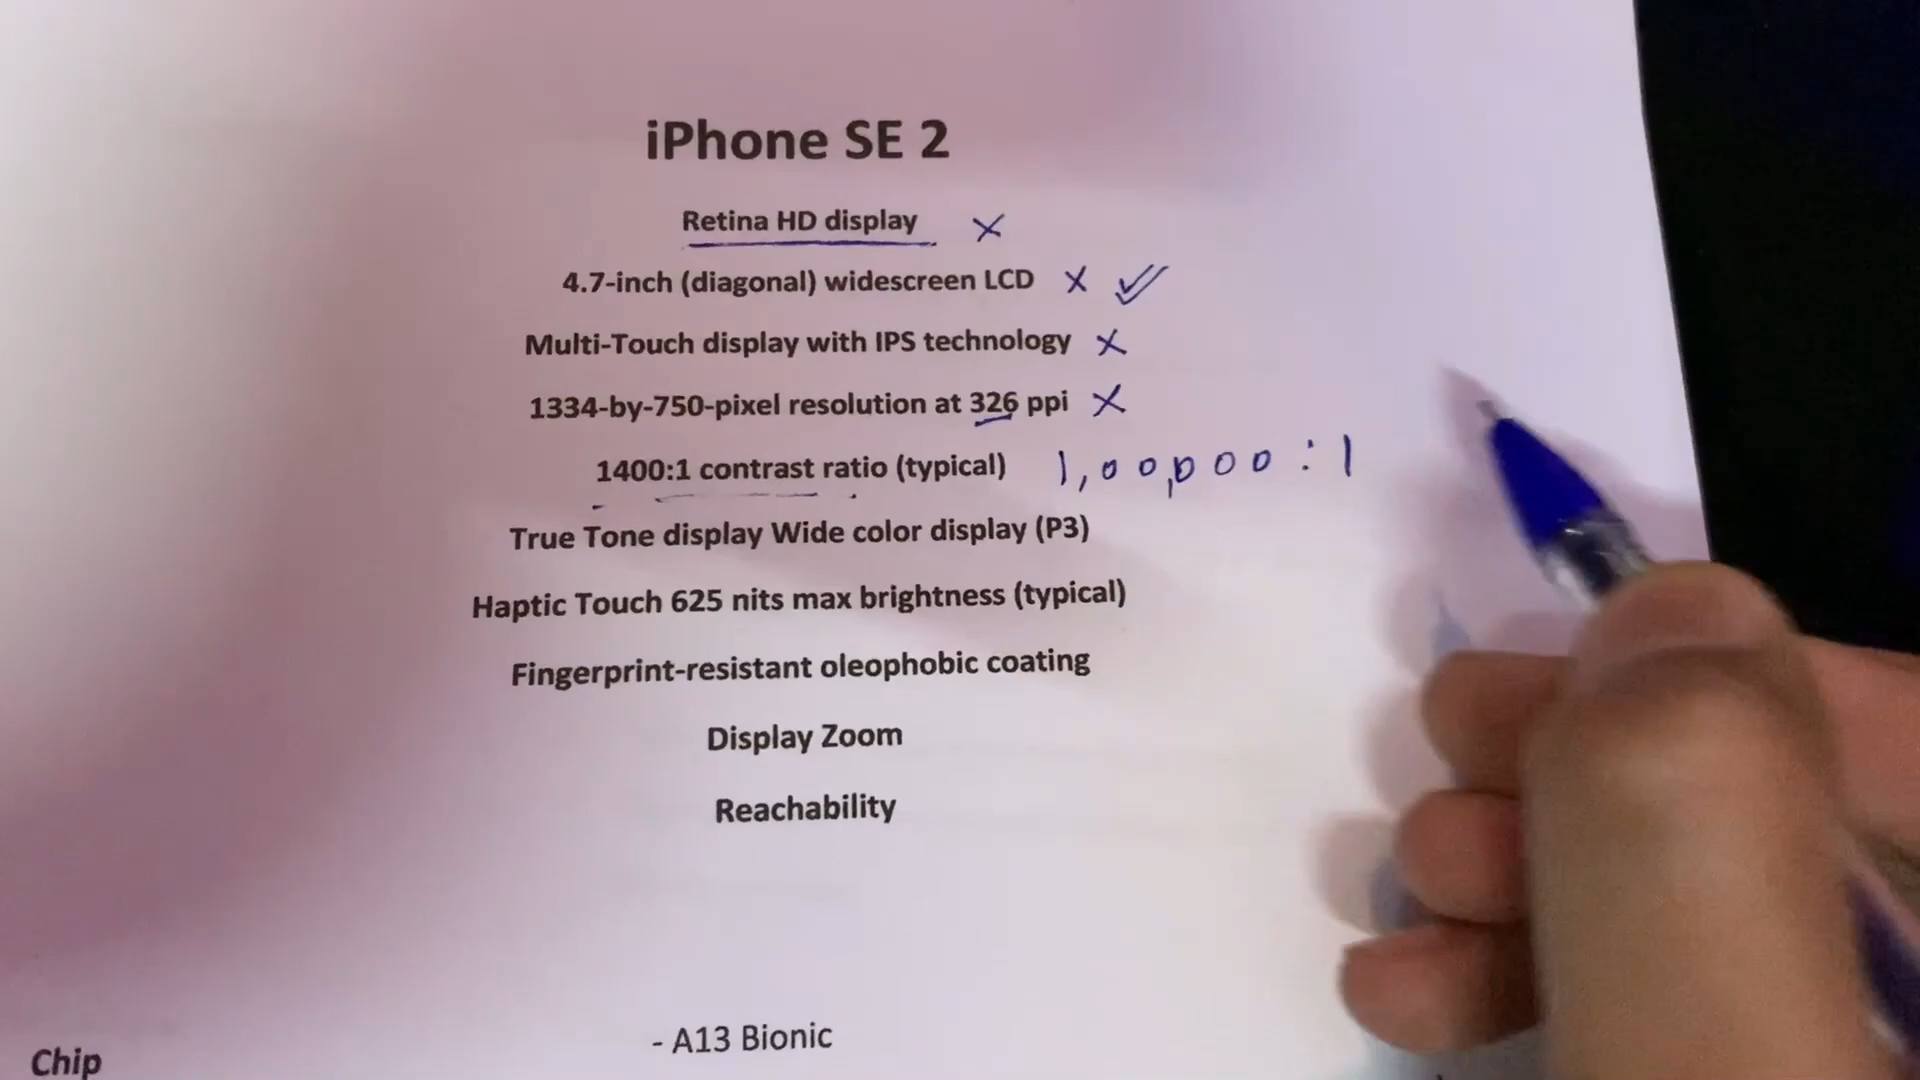 iPhone SE 2
Retina HD display X
4.7-inch (diagonal) widescreen LCD X ✓
Multi-Touch display with IPS technology X
1334-by-750-pixel resolution at 326 ppi X
1400:1 contrast ratio (typical) 1,00,000:1
True Tone display Wide color display (P3)
Haptic Touch 625 nits max brightness (typical)
Fingerprint-resistant oleophobic coating
Display Zoom
Reachability
- A13 Bionic
Chip